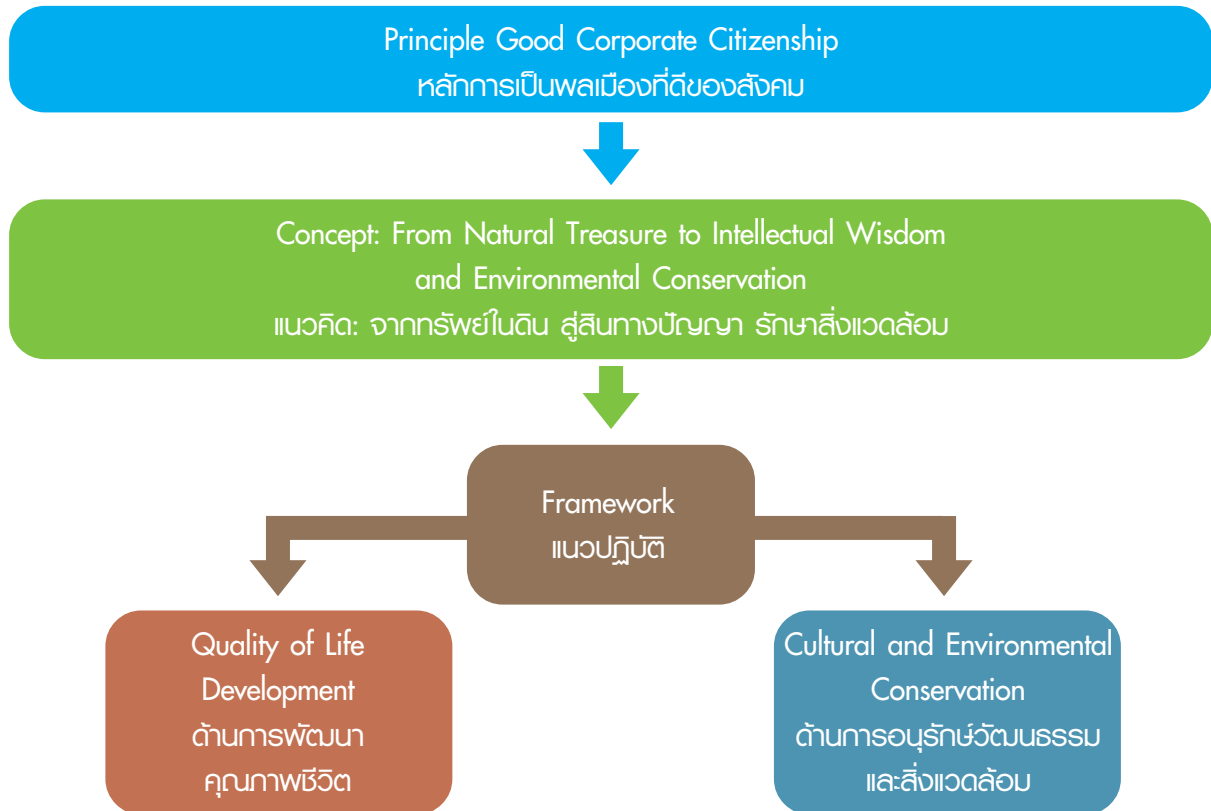 Principle Good Corporate Citizenship
หลักการเป็นพลเมืองที่ดีของสังคม
Concept: From Natural Treasure to Intellectual Wisdom
and Environmental Conservation
แนวคิด: จากทรัพย์ในดิน สู่สินทางปัญญา รักษาสิ่งแวดล้อม
Framework
แนวปฏิบัติ
Quality of Life
Development
ด้านการพัฒนา
คุณภาพชีวิต
Cultural and Environmental
Conservation
ด้านการอนุรักษ์วัฒนธรรม
และสิ่งแวดล้อม